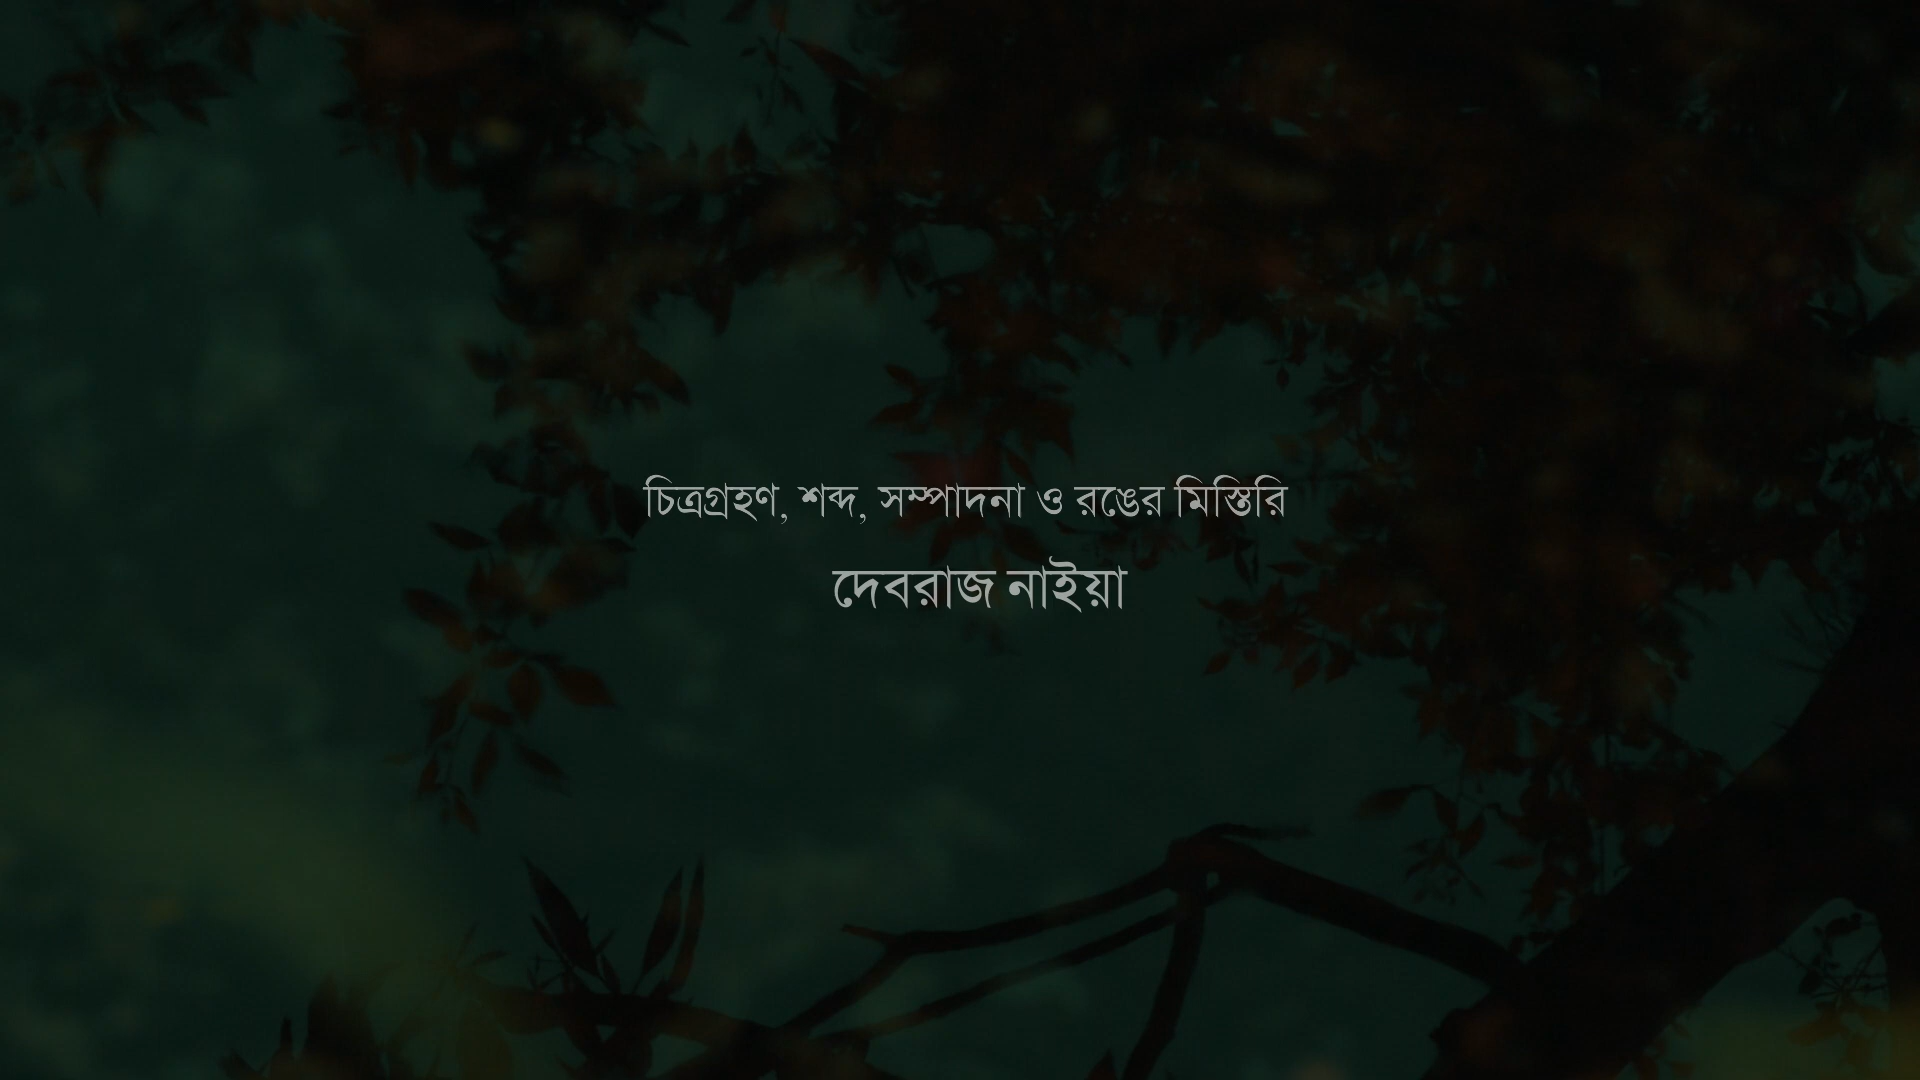 চিত্রগ্রহণ, শব্দ, সম্পাদনা ও রঙের মিস্তিরি
দেবরাজ নাইয়া